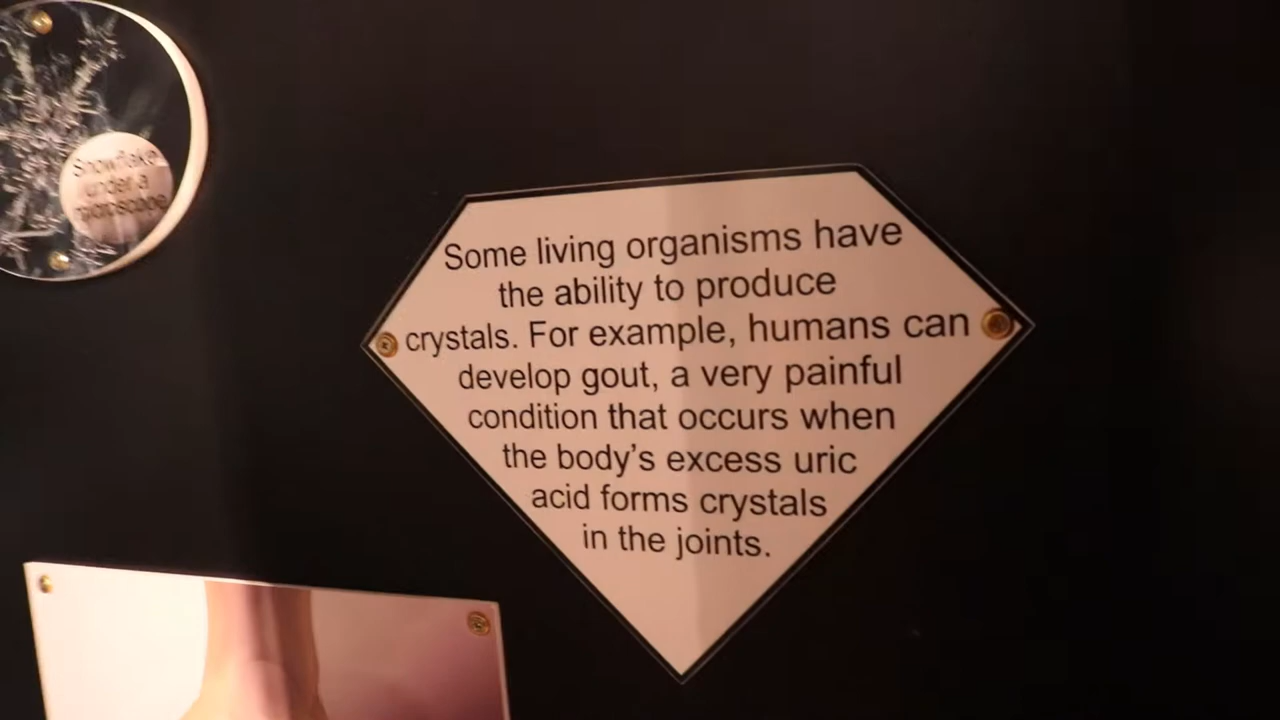 Snowflake
under a
microscope
Some living organisms have
the ability to produce
crystals. For example, humans can
develop gout, a very painful
condition that occurs when
the body's excess uric
acid forms crystals
in the joints.